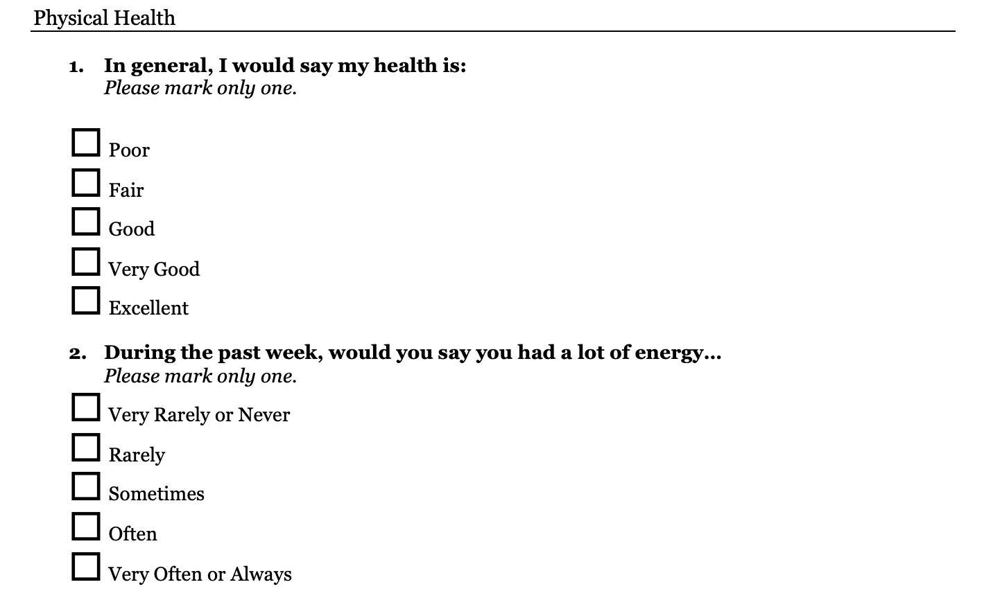 Physical Health
1. In general, I would say my health is:
Please mark only one.
Poor
Fair
Good
Very Good
Excellent
2. During the past week, would you say you had a lot of energy...
Please mark only one.
Very Rarely or Never
Rarely
Sometimes
Often
Very Often or Always